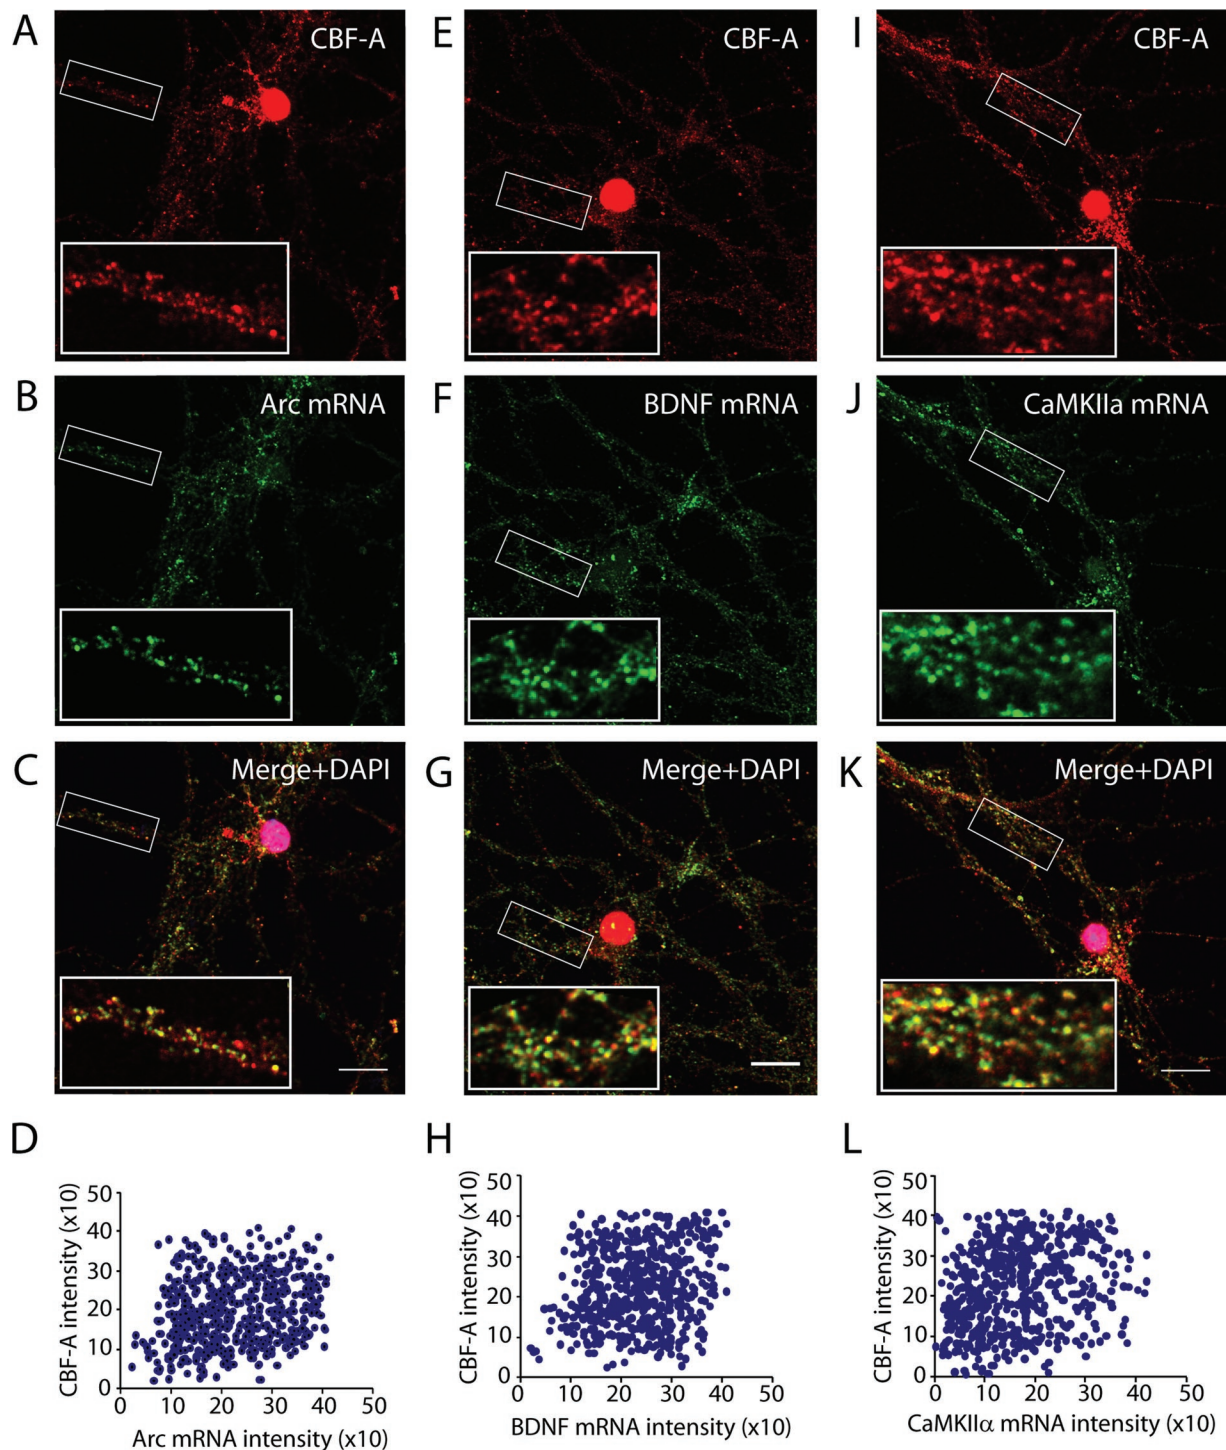 A
CBF-A
E
CBF-A
I
CBF-A
B
Arc mRNA
F
BDNF mRNA
J
CaMKIIa mRNA
C
Merge+DAPI
G
Merge+DAPI
K
Merge+DAPI
D
CBF-A intensity (x10)
50
40
30
20
10
0
0 10 20 30 40 50
Arc mRNA intensity (x10)
H
CBF-A intensity (x10)
50
40
30
20
10
0
0 10 20 30 40 50
BDNF mRNA intensity (x10)
L
CBF-A intensity (x10)
50
40
30
20
10
0
0 10 20 30 40 50
CaMKIIα mRNA intensity (x10)